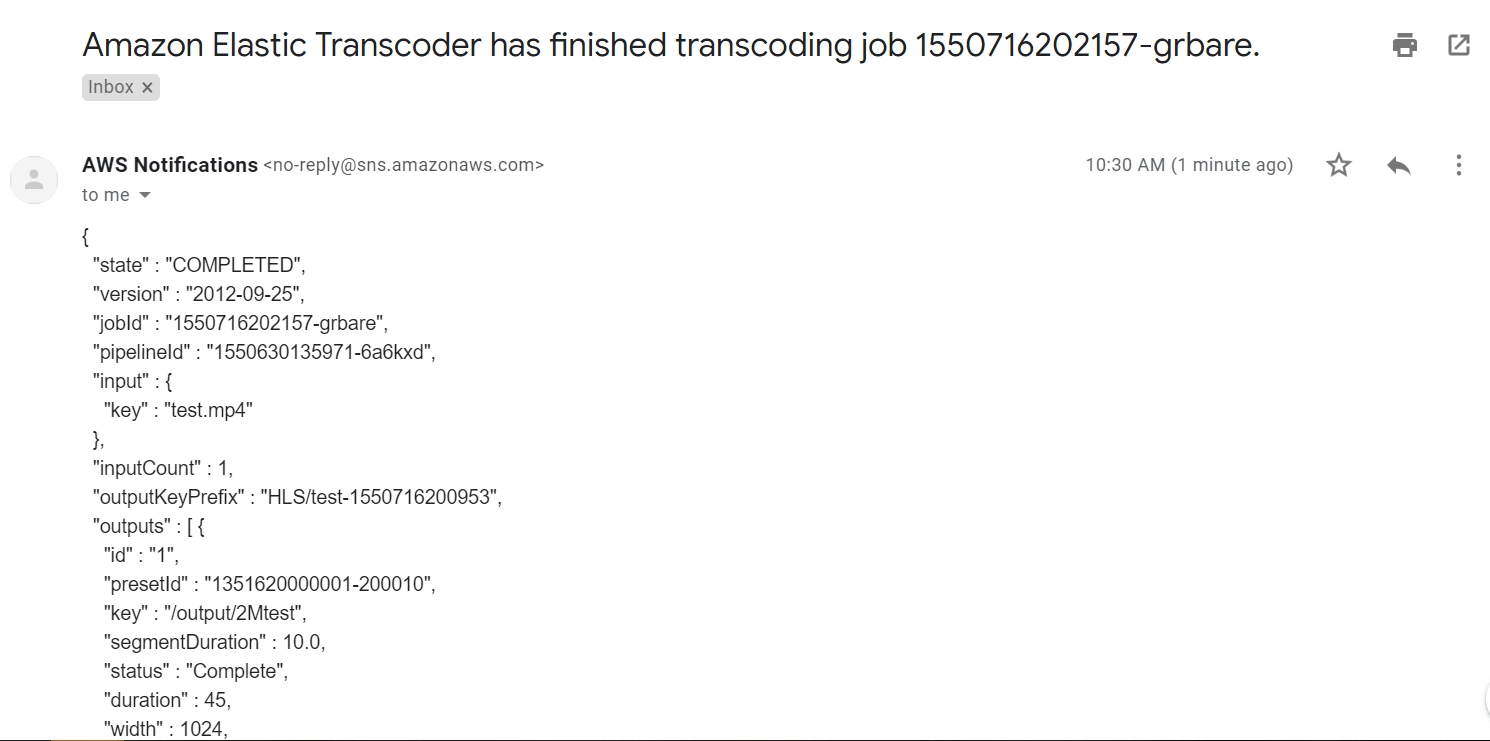 Amazon Elastic Transcoder has finished transcoding job 1550716202157-grbare.
Inbox ×
AWS Notifications <no-reply@sns.amazonaws.com>
10:30 AM (1 minute ago)
to me
{
"state" : "COMPLETED",
"version" : "2012-09-25",
"jobId" : "1550716202157-grbare",
"pipelineId" : "1550630135971-6a6kxd",
"input" : {
"key" : "test.mp4"
},
"inputCount" : 1,
"outputKeyPrefix" : "HLS/test-1550716200953",
"outputs" : [ {
"id" : "1",
"presetId" : "1351620000001-200010",
"key" : "/output/2Mtest",
"segmentDuration" : 10.0,
"status" : "Complete",
"duration" : 45,
"width" : 1024,